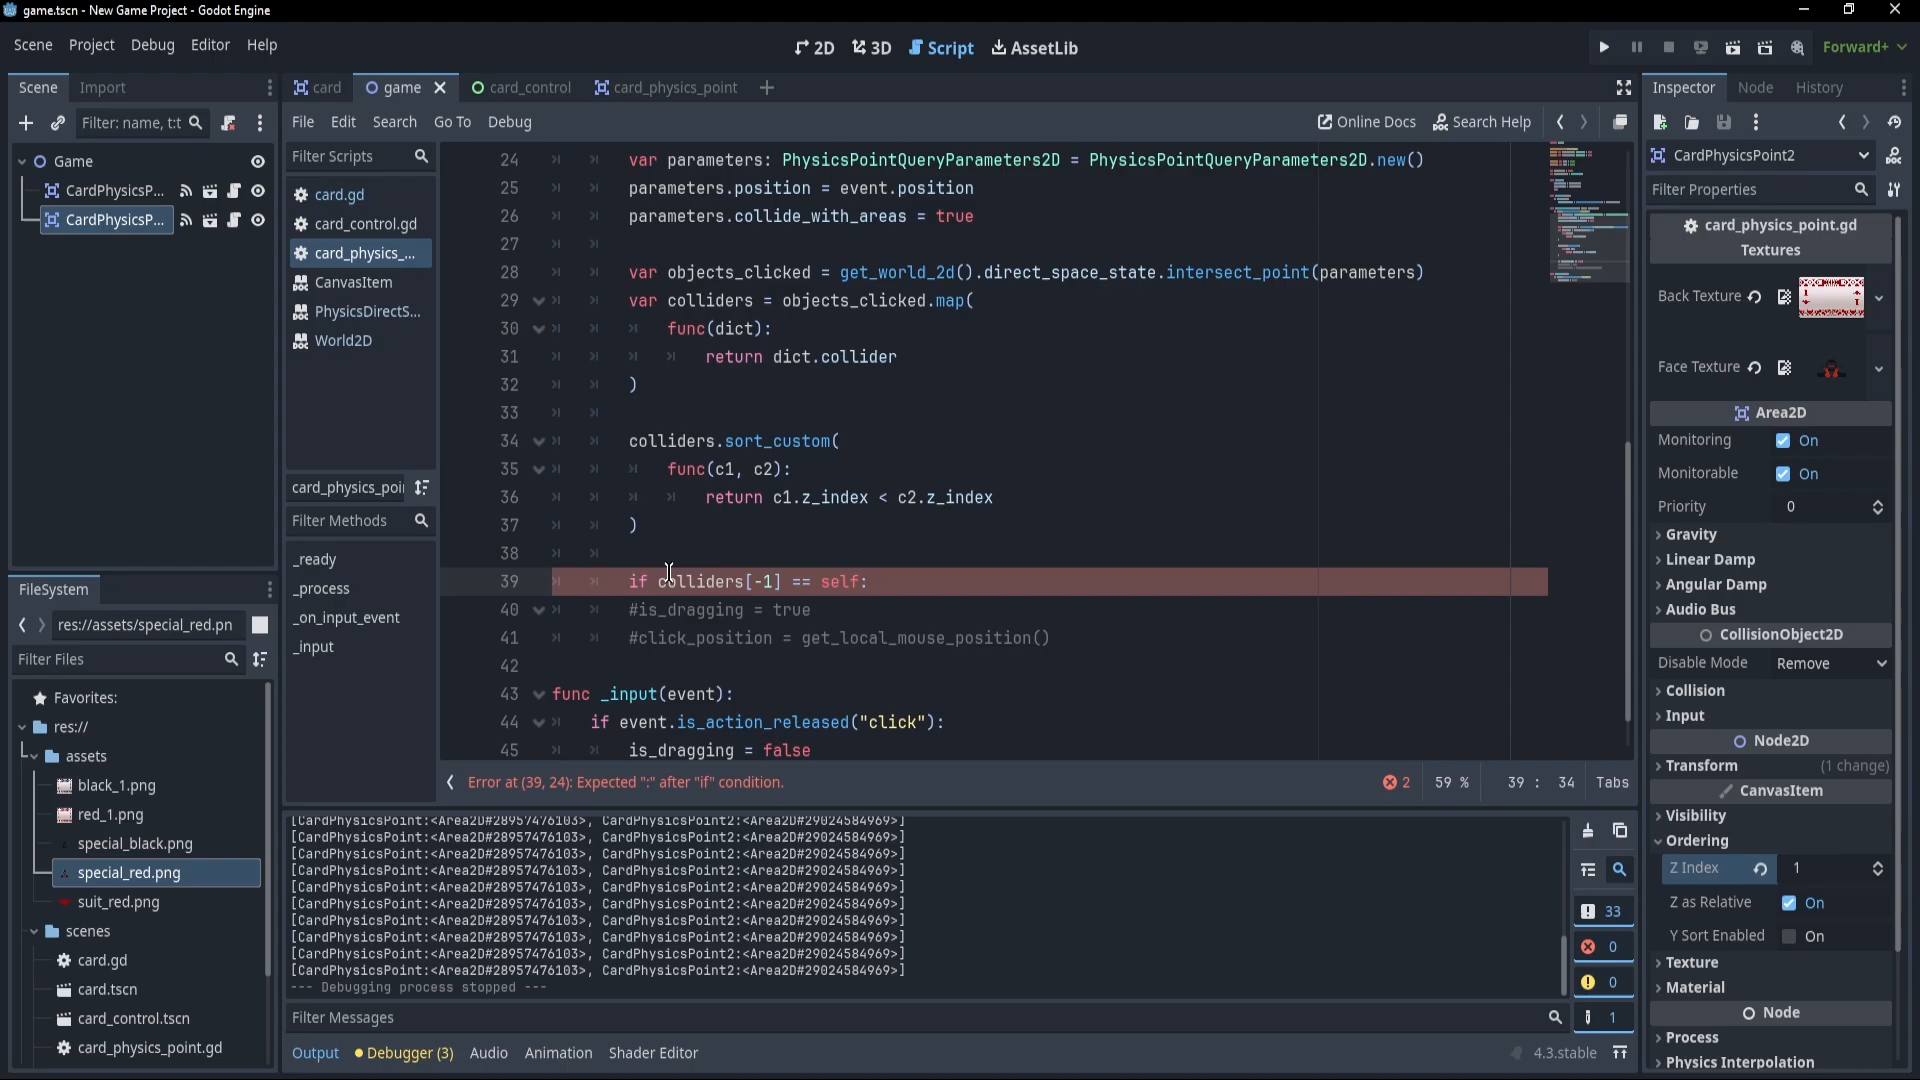 game.tscn - New Game Project - Godot Engine
Scene Project Debug Editor Help
2D 3D Script AssetLib
Forward+
Scene Import
Filter: name, t:t
Game
CardPhysicsP...
CardPhysicsP...
FileSystem
res://assets/special_red.pn
Filter Files
Favorites:
res://
assets
black_1.png
red_1.png
special_black.png
special_red.png
suit_red.png
scenes
card.gd
card.tscn
card_control.tscn
card_physics_point.gd
card game card_control card_physics_point
File Edit Search Go To Debug
Online Docs Search Help
Filter Scripts
card.gd
card_control.gd
card_physics_...
CanvasItem
PhysicsDirectS...
World2D
card_physics_poi
Filter Methods
_ready
_process
_on_input_event
_input
24 var parameters: PhysicsPointQueryParameters2D = PhysicsPointQueryParameters2D.new()
25 parameters.position = event.position
26 parameters.collide_with_areas = true
27
28 var objects_clicked = get_world_2d().direct_space_state.intersect_point(parameters)
29 var colliders = objects_clicked.map(
30 func(dict):
31 return dict.collider
32 )
33
34 colliders.sort_custom(
35 func(c1, c2):
36 return c1.z_index < c2.z_index
37 )
38
39 if colliders[-1] == self:
40 #is_dragging = true
41 #click_position = get_local_mouse_position()
42
43 func _input(event):
44 if event.is_action_released("click"):
45 is_dragging = false
Error at (39, 24): Expected ":" after "if" condition.
2 59 % 39 : 34 Tabs
[CardPhysicsPoint:<Area2D#28957476103>, CardPhysicsPoint2:<Area2D#29024584969>]
[CardPhysicsPoint:<Area2D#28957476103>, CardPhysicsPoint2:<Area2D#29024584969>]
[CardPhysicsPoint:<Area2D#28957476103>, CardPhysicsPoint2:<Area2D#29024584969>]
[CardPhysicsPoint:<Area2D#28957476103>, CardPhysicsPoint2:<Area2D#29024584969>]
[CardPhysicsPoint:<Area2D#28957476103>, CardPhysicsPoint2:<Area2D#29024584969>]
[CardPhysicsPoint:<Area2D#28957476103>, CardPhysicsPoint2:<Area2D#29024584969>]
[CardPhysicsPoint:<Area2D#28957476103>, CardPhysicsPoint2:<Area2D#29024584969>]
[CardPhysicsPoint:<Area2D#28957476103>, CardPhysicsPoint2:<Area2D#29024584969>]
[CardPhysicsPoint:<Area2D#28957476103>, CardPhysicsPoint2:<Area2D#29024584969>]
[CardPhysicsPoint:<Area2D#28957476103>, CardPhysicsPoint2:<Area2D#29024584969>]
--- Debugging process stopped ---
33
0
0
1
Filter Messages
Output Debugger (3) Audio Animation Shader Editor
4.3.stable
Inspector Node History
CardPhysicsPoint2
Filter Properties
card_physics_point.gd
Textures
Back Texture
Face Texture
Area2D
Monitoring On
Monitorable On
Priority 0
Gravity
Linear Damp
Angular Damp
Audio Bus
CollisionObject2D
Disable Mode Remove
Collision
Input
Node2D
Transform (1 change)
CanvasItem
Visibility
Ordering
Z Index 1
Z as Relative On
Y Sort Enabled On
Texture
Material
Node
Process
Physics Interpolation